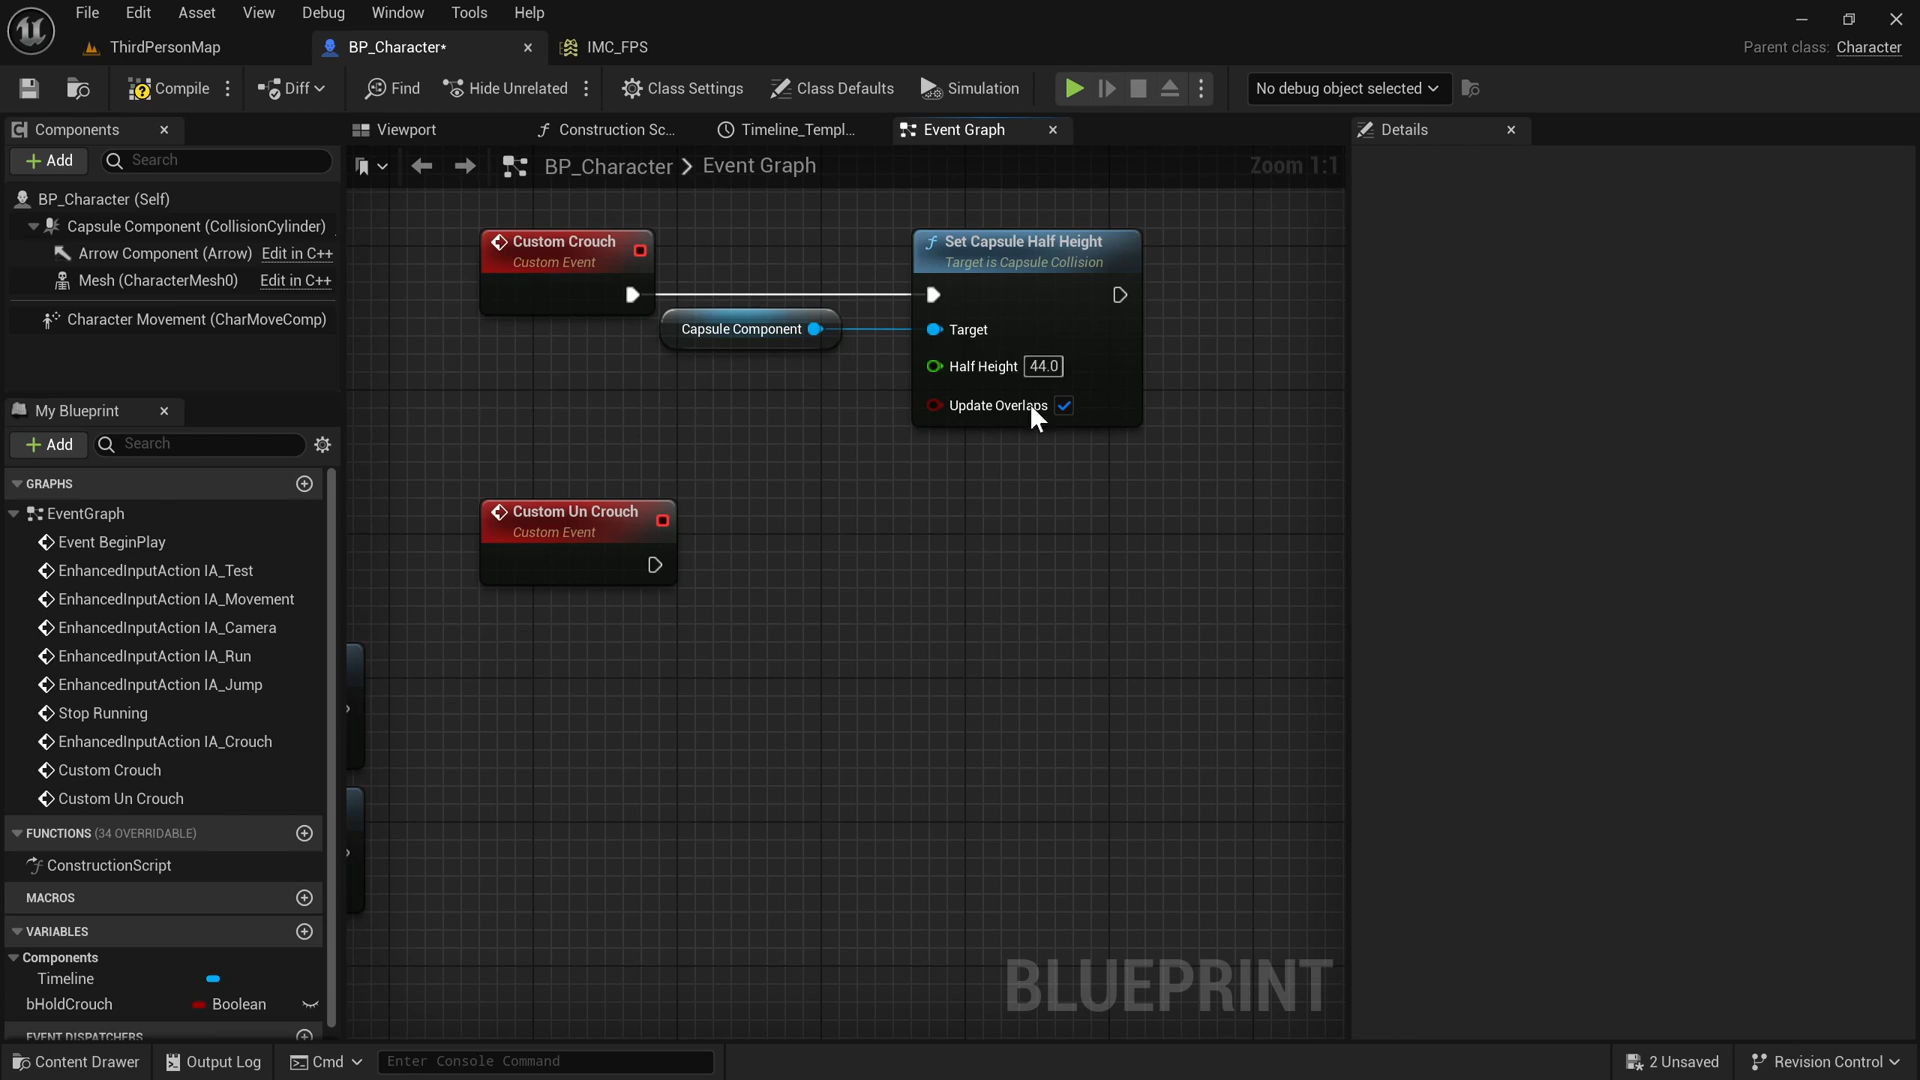 File Edit Asset View Debug Window Tools Help
ThirdPersonMap BP_Character* IMC_FPS Parent class: Character
Compile Diff Find Hide Unrelated Class Settings Class Defaults Simulation No debug object selected
Components Viewport Construction Sc... Timeline_Templ... Event Graph Details
Add Search BP_Character Event Graph Zoom 1:1
BP_Character (Self)
Capsule Component (CollisionCylinder)
Arrow Component (Arrow) Edit in C++
Mesh (CharacterMesh0) Edit in C++
Character Movement (CharMoveComp)
Custom Crouch
Custom Event
Set Capsule Half Height
Target is Capsule Collision
Capsule Component Target
Half Height 44.0
Update Overlaps
Custom Un Crouch
Custom Event
My Blueprint
Add Search
GRAPHS
EventGraph
Event BeginPlay
EnhancedInputAction IA_Test
EnhancedInputAction IA_Movement
EnhancedInputAction IA_Camera
EnhancedInputAction IA_Run
EnhancedInputAction IA_Jump
Stop Running
EnhancedInputAction IA_Crouch
Custom Crouch
Custom Un Crouch
FUNCTIONS (34 OVERRIDABLE)
ConstructionScript
MACROS
VARIABLES
Components
Timeline
bHoldCrouch Boolean
EVENT DISPATCHERS
BLUEPRINT
Content Drawer Output Log Cmd Enter Console Command 2 Unsaved Revision Control